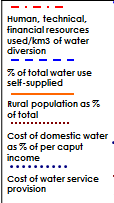 Human, technical,
financial resources
used/km3 of water
diversion
% of total water use
self-supplied
Rural population as %
of total
Cost of domestic water
as % of per caput
income
Cost of water service
provision